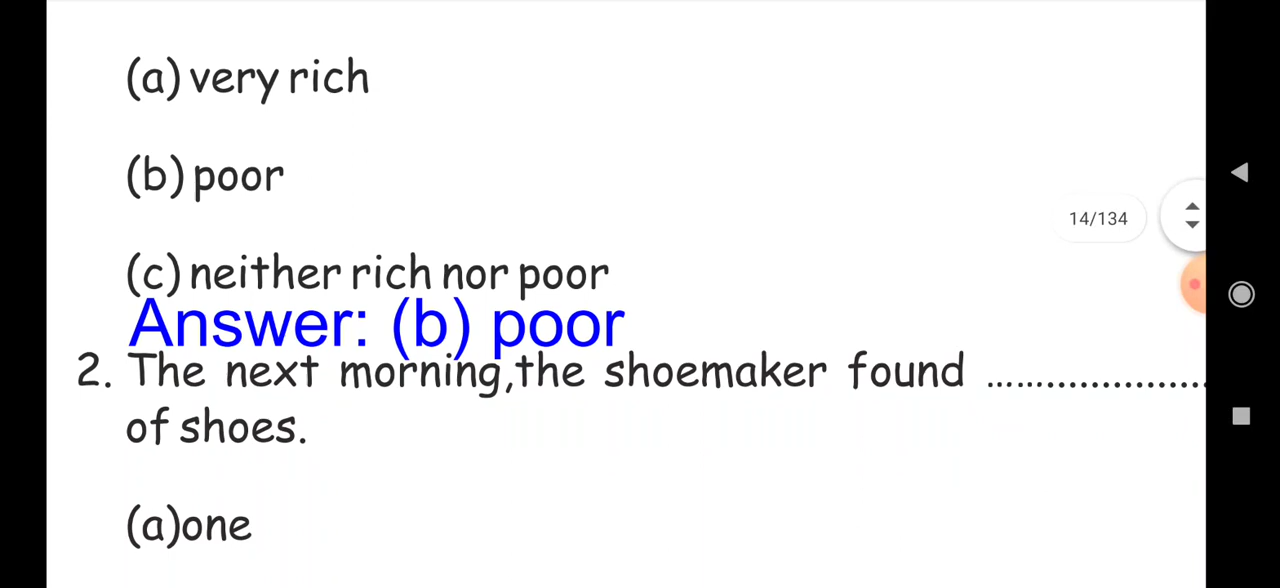 (a) very rich
(b) poor
14/134
(c) neither rich nor poor
Answer: (b) poor
2. The next morning,the shoemaker found ......................
of shoes.
(a)one